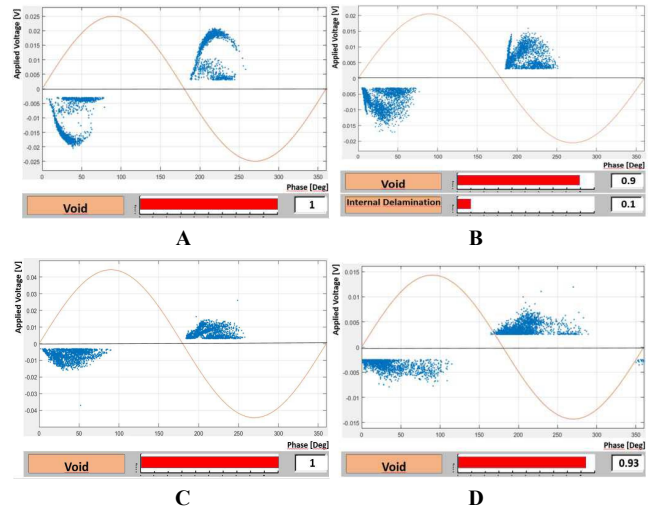 Applied Voltage [V]
0.025
0.02
0.015
0.01
0.005
0
-0.005
-0.01
-0.015
-0.02
-0.025
0 50 100 150 200 250 300 350
Phase [Deg]
Void 1
A
Applied Voltage [V]
0.02
0.015
0.01
0.005
0
-0.005
-0.01
-0.015
-0.02
0 50 100 150 200 250 300 350
Phase [Deg]
Void 0.9
Internal Delamination 0.1
B
Applied Voltage [V]
0.04
0.03
0.02
0.01
0
-0.01
-0.02
-0.03
-0.04
0 50 100 150 200 250 300 350
Phase [Deg]
Void 1
C
Applied Voltage [V]
0.015
0.01
0.005
0
-0.005
-0.01
-0.015
0 50 100 150 200 250 300 350
Phase [Deg]
Void 0.93
D